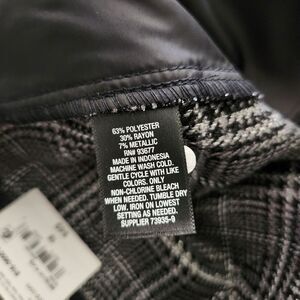 63% POLYESTER
30% RAYON
7% METALLIC
RN# 93677
MADE IN INDONESIA
MACHINE WASH COLD.
GENTLE CYCLE WITH LIKE
COLORS. ONLY
NON-CHLORINE BLEACH
WHEN NEEDED. TUMBLE DRY
LOW. IRON ON LOWEST
SETTING AS NEEDED.
SUPPLIER 73935-9